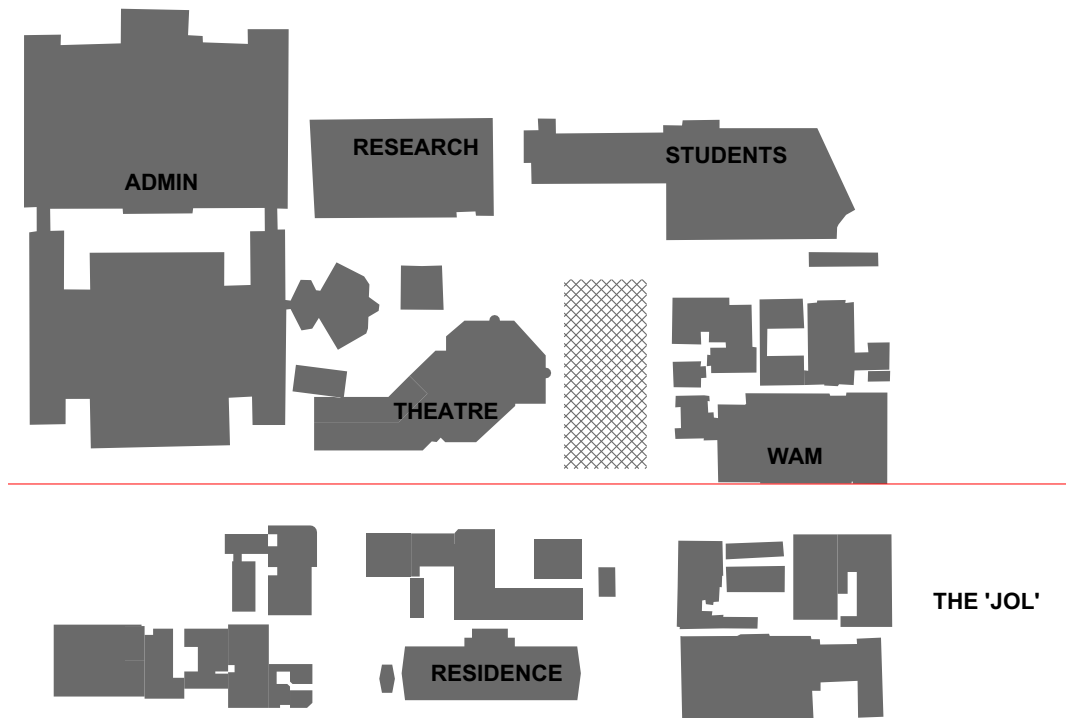 RESEARCH
STUDENTS
ADMIN
THEATRE
WAM
THE 'JOL'
RESIDENCE